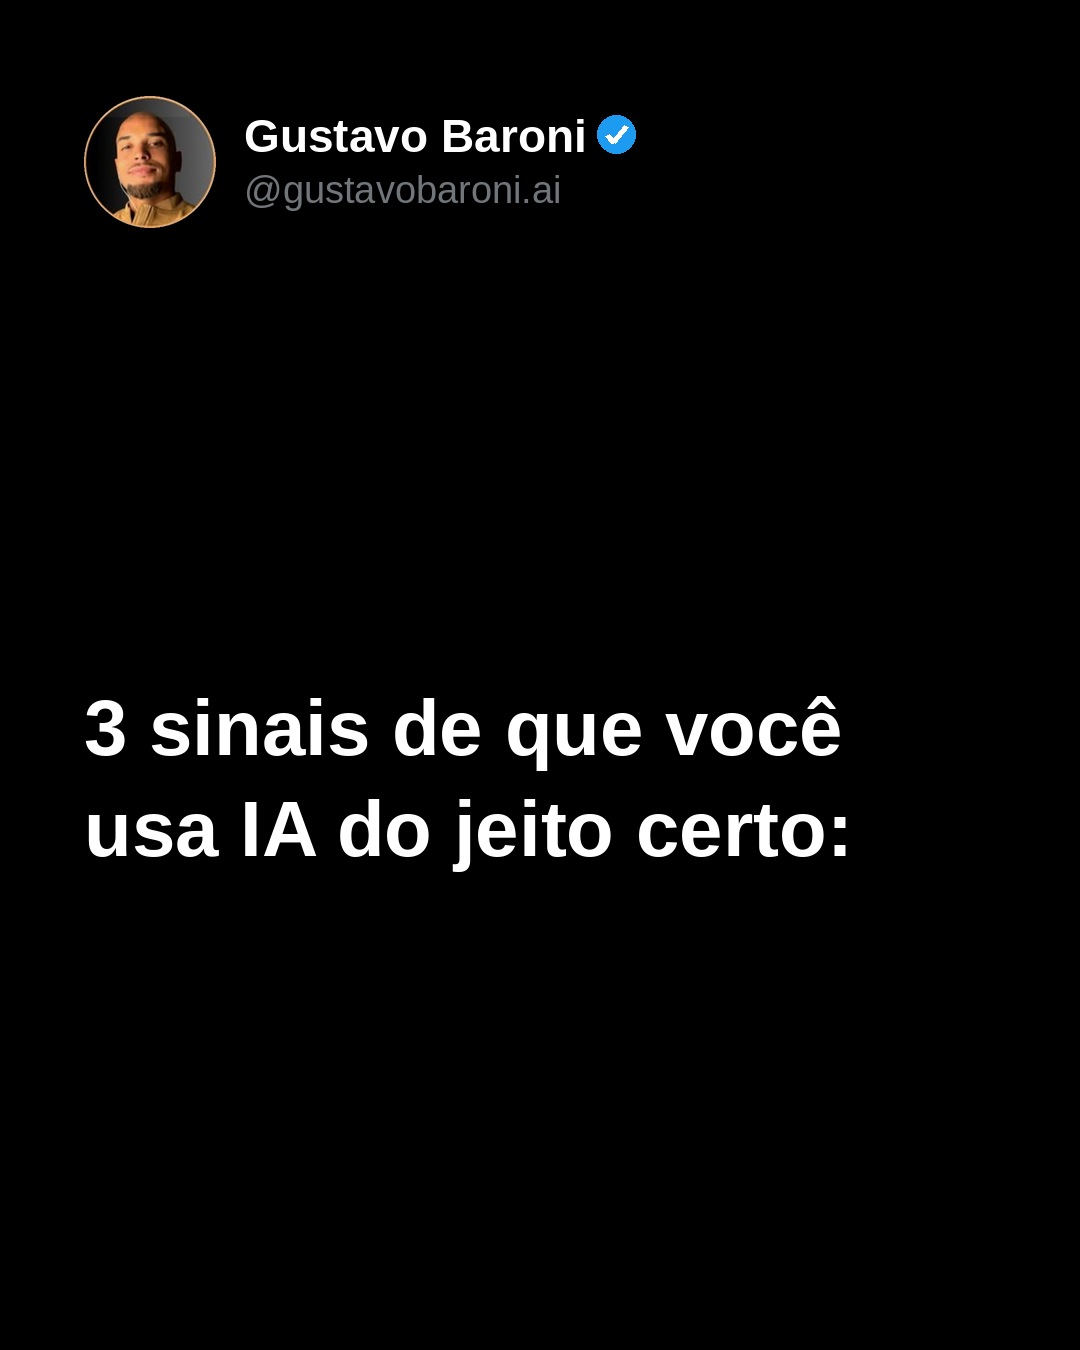 Gustavo Baroni
@gustavobaroni.ai
3 sinais de que você
usa IA do jeito certo: